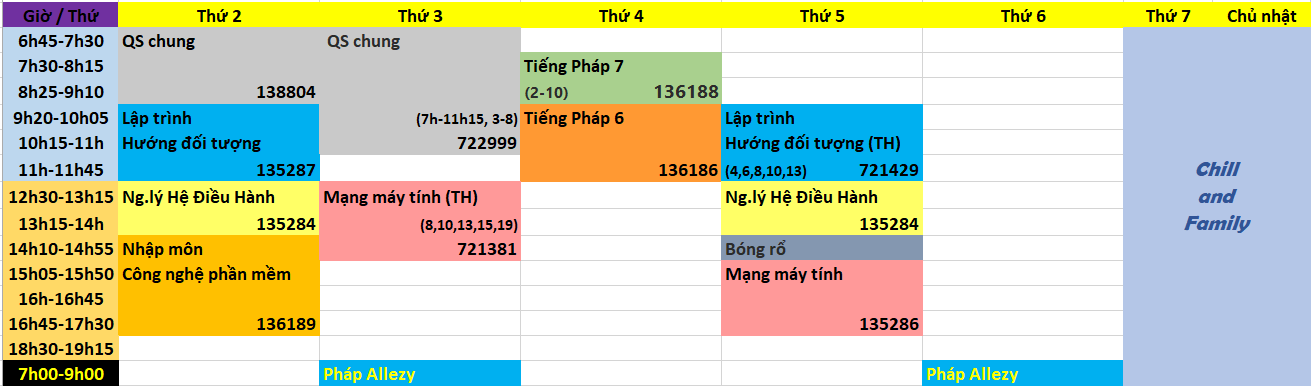 Giờ / Thứ Thứ 2 Thứ 3 Thứ 4 Thứ 5 Thứ 6 Thứ 7 Chủ nhật
6h45-7h30 QS chung QS chung
7h30-8h15 Tiếng Pháp 7
8h25-9h10 138804 (2-10) 136188
9h20-10h05 Lập trình (7h-11h15, 3-8) Tiếng Pháp 6 Lập trình
10h15-11h Hướng đối tượng 722999 Hướng đối tượng (TH)
11h-11h45 135287 136186 (4,6,8,10,13) 721429 Chill
12h30-13h15 Ng.lý Hệ Điều Hành Mạng máy tính (TH) Ng.lý Hệ Điều Hành and
13h15-14h 135284 (8,10,13,15,19) 135284 Family
14h10-14h55 Nhập môn 721381 Bóng rổ
15h05-15h50 Công nghệ phần mềm Mạng máy tính
16h-16h45
16h45-17h30 136189 135286
18h30-19h15
7h00-9h00 Pháp Allezy Pháp Allezy